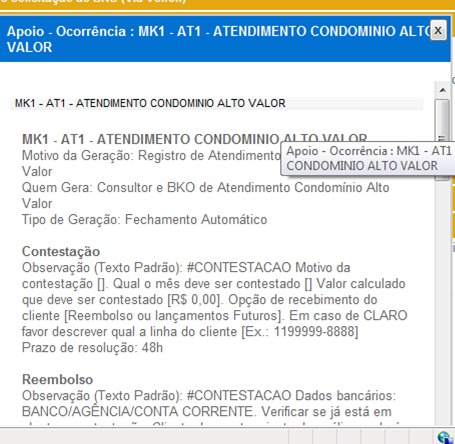 Apoio - Ocorrência : MK1 - AT1 - ATENDIMENTO CONDOMINIO ALTO
VALOR
X
MK1 - AT1 - ATENDIMENTO CONDOMINIO ALTO VALOR
MK1 - AT1 - ATENDIMENTO CONDOMINIO ALTO VALOR
Motivo da Geração: Registro de Atendimento
Valor
Quem Gera: Consultor e BKO de Atendimento Condomínio Alto
Valor
Tipo de Geração: Fechamento Automático
Apoio - Ocorrência : MK1 - AT1
CONDOMINIO ALTO VALOR
Contestação
Observação (Texto Padrão): #CONTESTACAO Motivo da
contestação []. Qual o mês deve ser contestado [] Valor calculado
que deve ser contestado [R$ 0,00]. Opção de recebimento do
cliente [Reembolso ou lançamentos Futuros]. Em caso de CLARO
favor descrever qual a linha do cliente [Ex.: 1199999-8888]
Prazo de resolução: 48h
Reembolso
Observação (Texto Padrão): #CONTESTACAO Dados bancários:
BANCO/AGÊNCIA/CONTA CORRENTE. Verificar se já está em